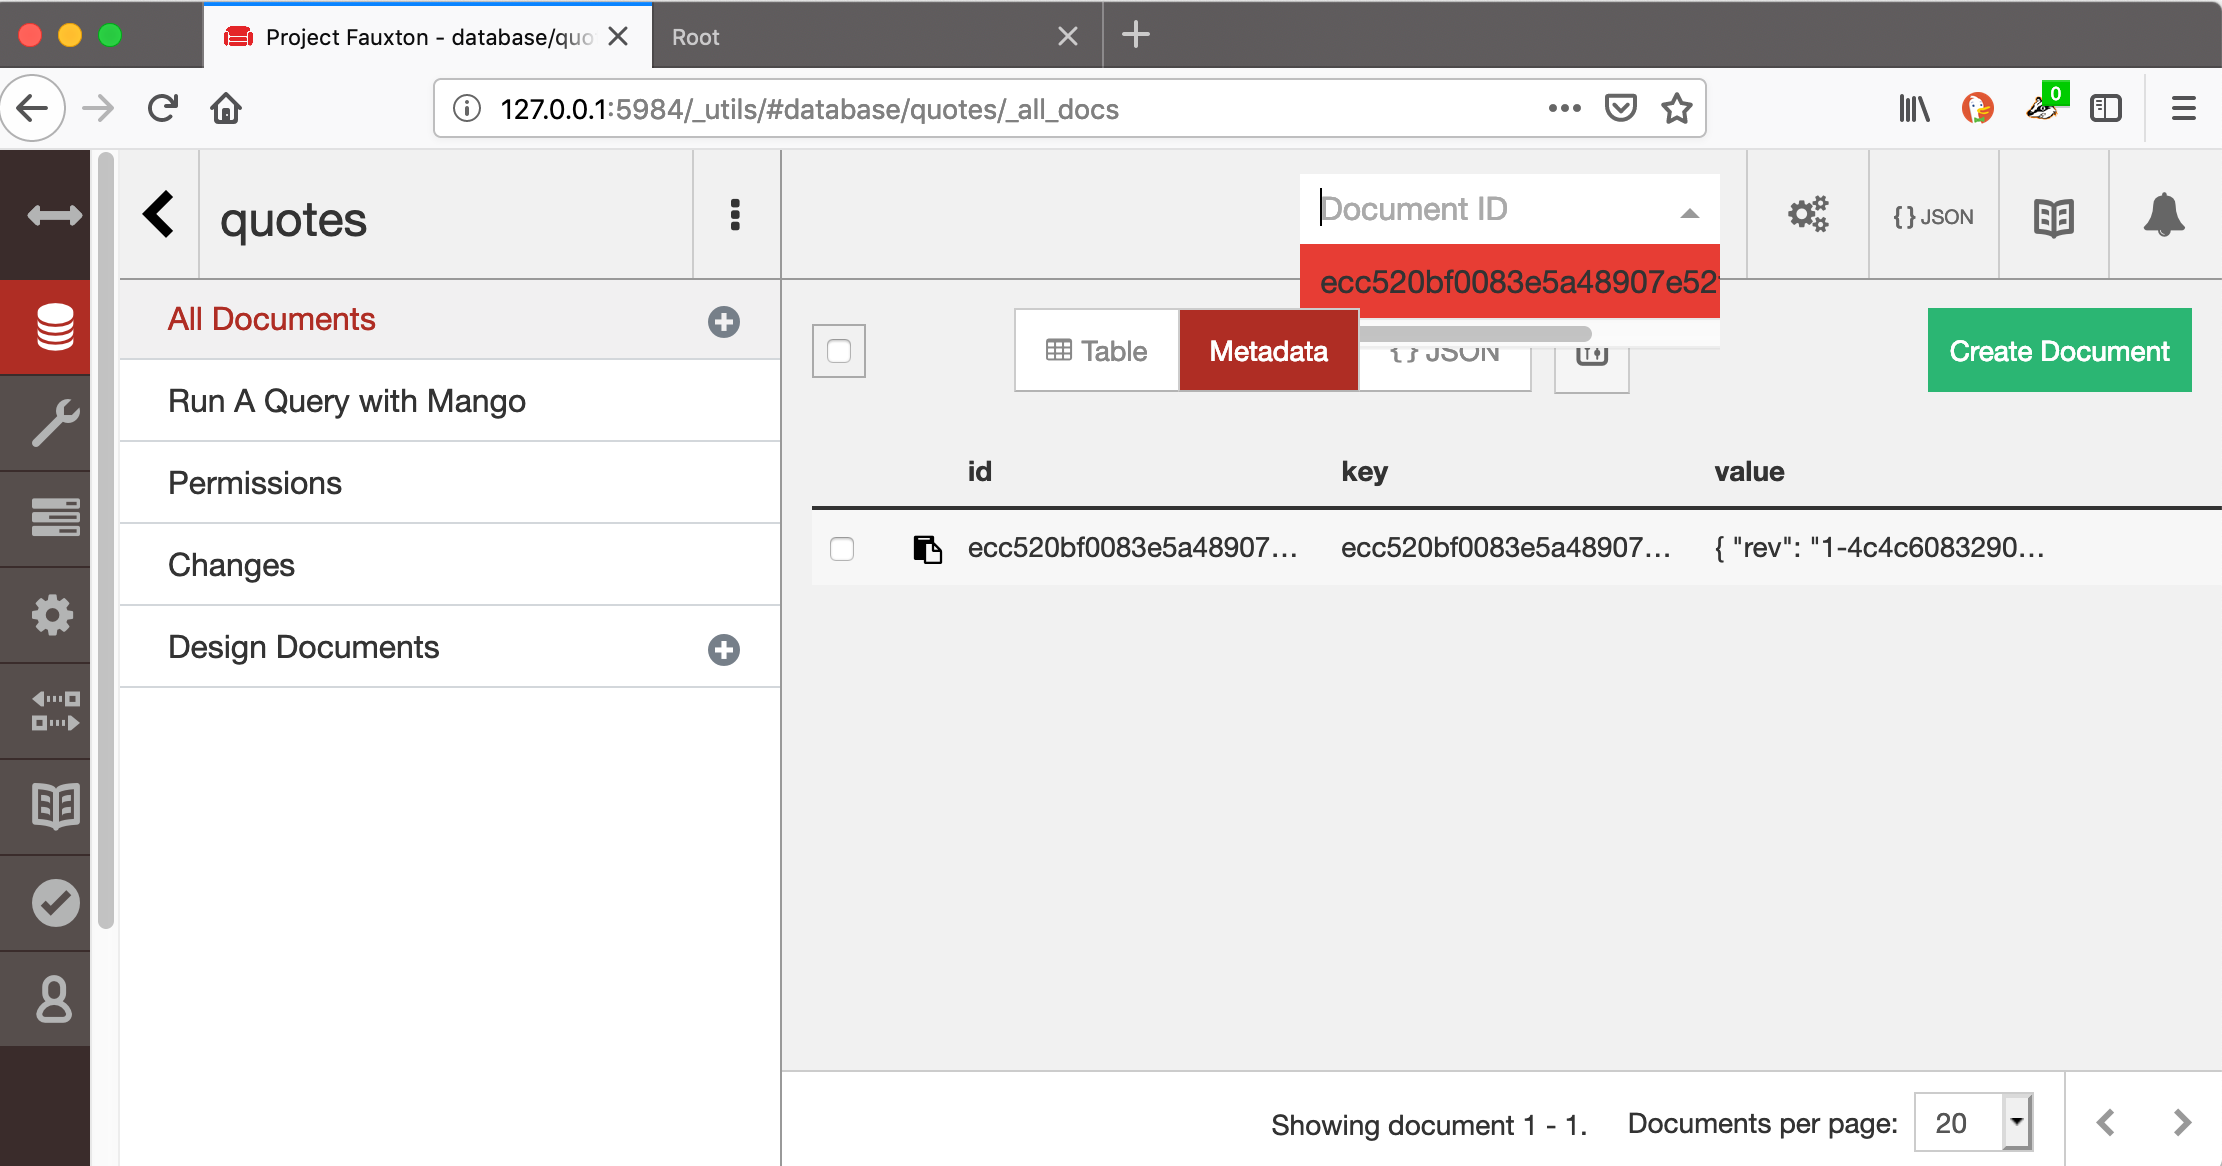 Project Fauxton - database/quo
Root
127.0.0.1:5984/_utils/#database/quotes/_all_docs
0
quotes
Document ID
{ } JSON
ecc520bf0083e5a48907e52
All Documents
Table
Metadata
{ } JSON
Create Document
Run A Query with Mango
id key value
Permissions
ecc520bf0083e5a48907... ecc520bf0083e5a48907... { "rev": "1-4c4c6083290...
Changes
Design Documents
Showing document 1 - 1. Documents per page: 20